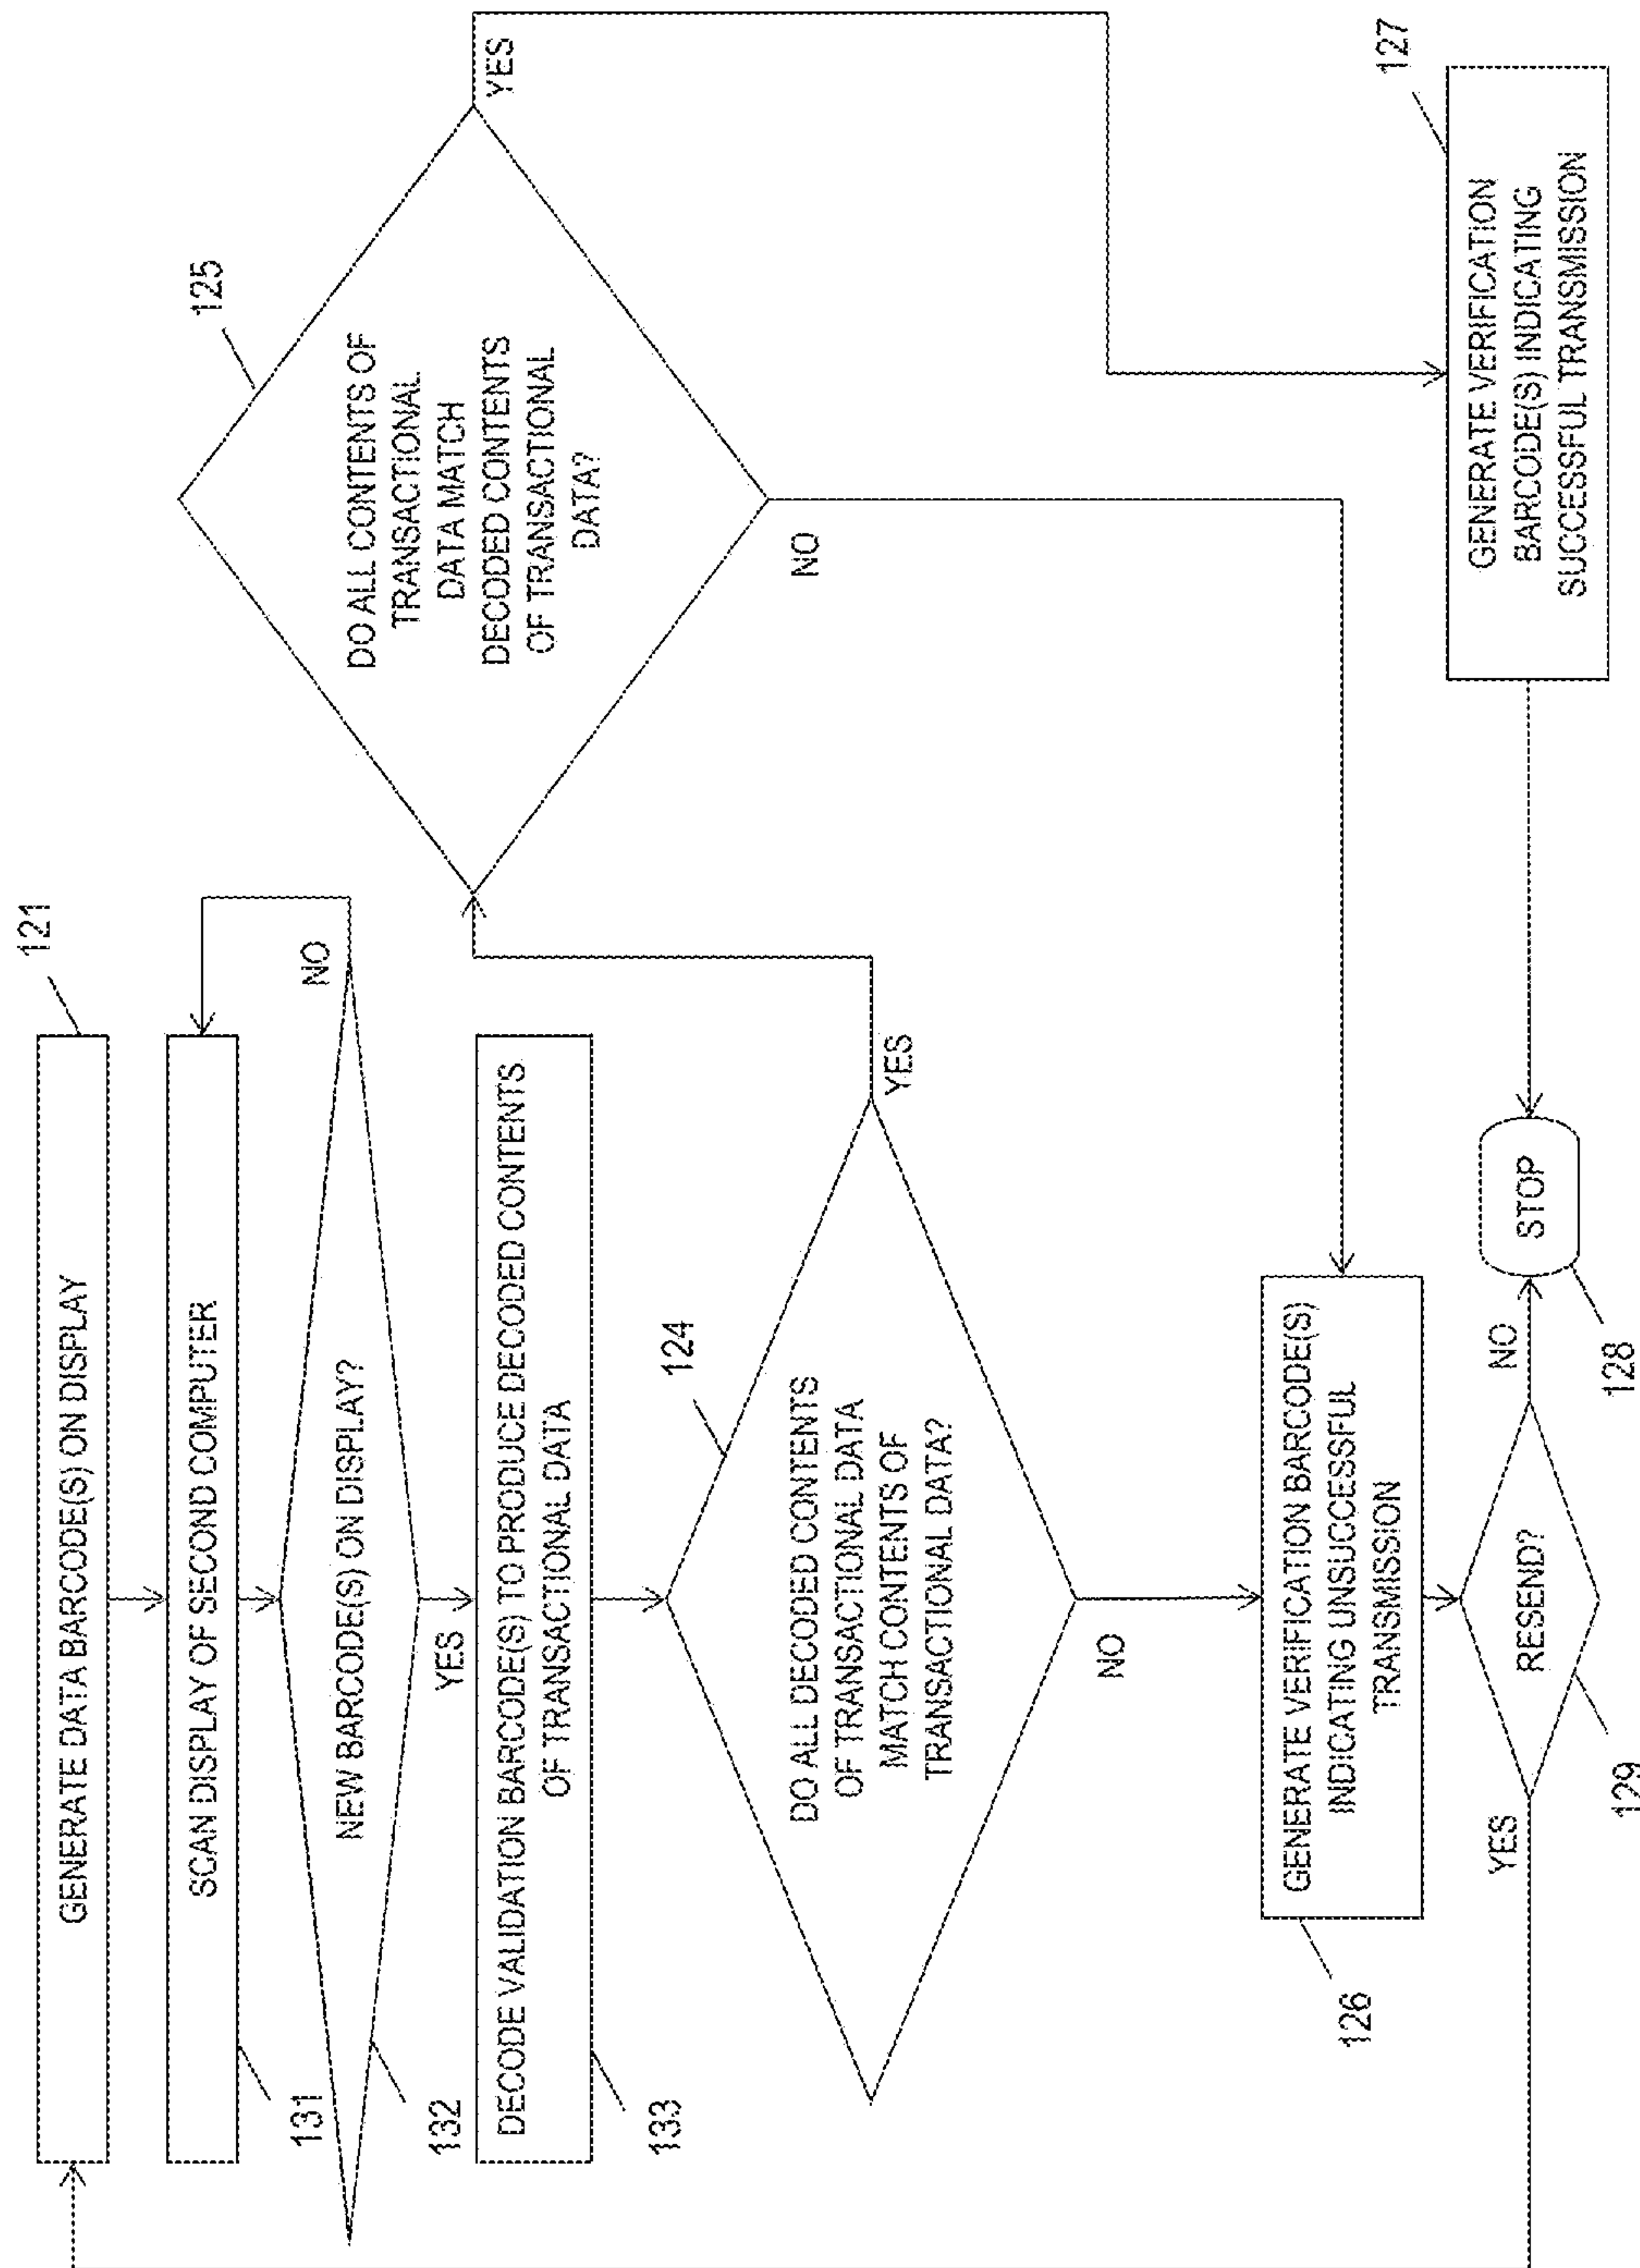 GENERATE DATA BARCODE(S) ON DISPLAY
121
SCAN DISPLAY OF SECOND COMPUTER
131
NEW BARCODE(S) ON DISPLAY?
132
NO
YES
DECODE VALIDATION BARCODE(S) TO PRODUCE DECODED CONTENTS
OF TRANSACTIONAL DATA
133
DO ALL DECODED CONTENTS
OF TRANSACTIONAL DATA
MATCH CONTENTS OF
TRANSACTIONAL DATA?
124
YES
NO
DO ALL CONTENTS OF
TRANSACTIONAL
DATA MATCH
DECODED CONTENTS
OF TRANSACTIONAL
DATA?
125
YES
NO
GENERATE VERIFICATION BARCODE(S)
INDICATING UNSUCCESSFUL
TRANSMISSION
126
GENERATE VERIFICATION
BARCODE(S) INDICATING
SUCCESSFUL TRANSMISSION
127
RESEND?
129
YES
NO
STOP
128